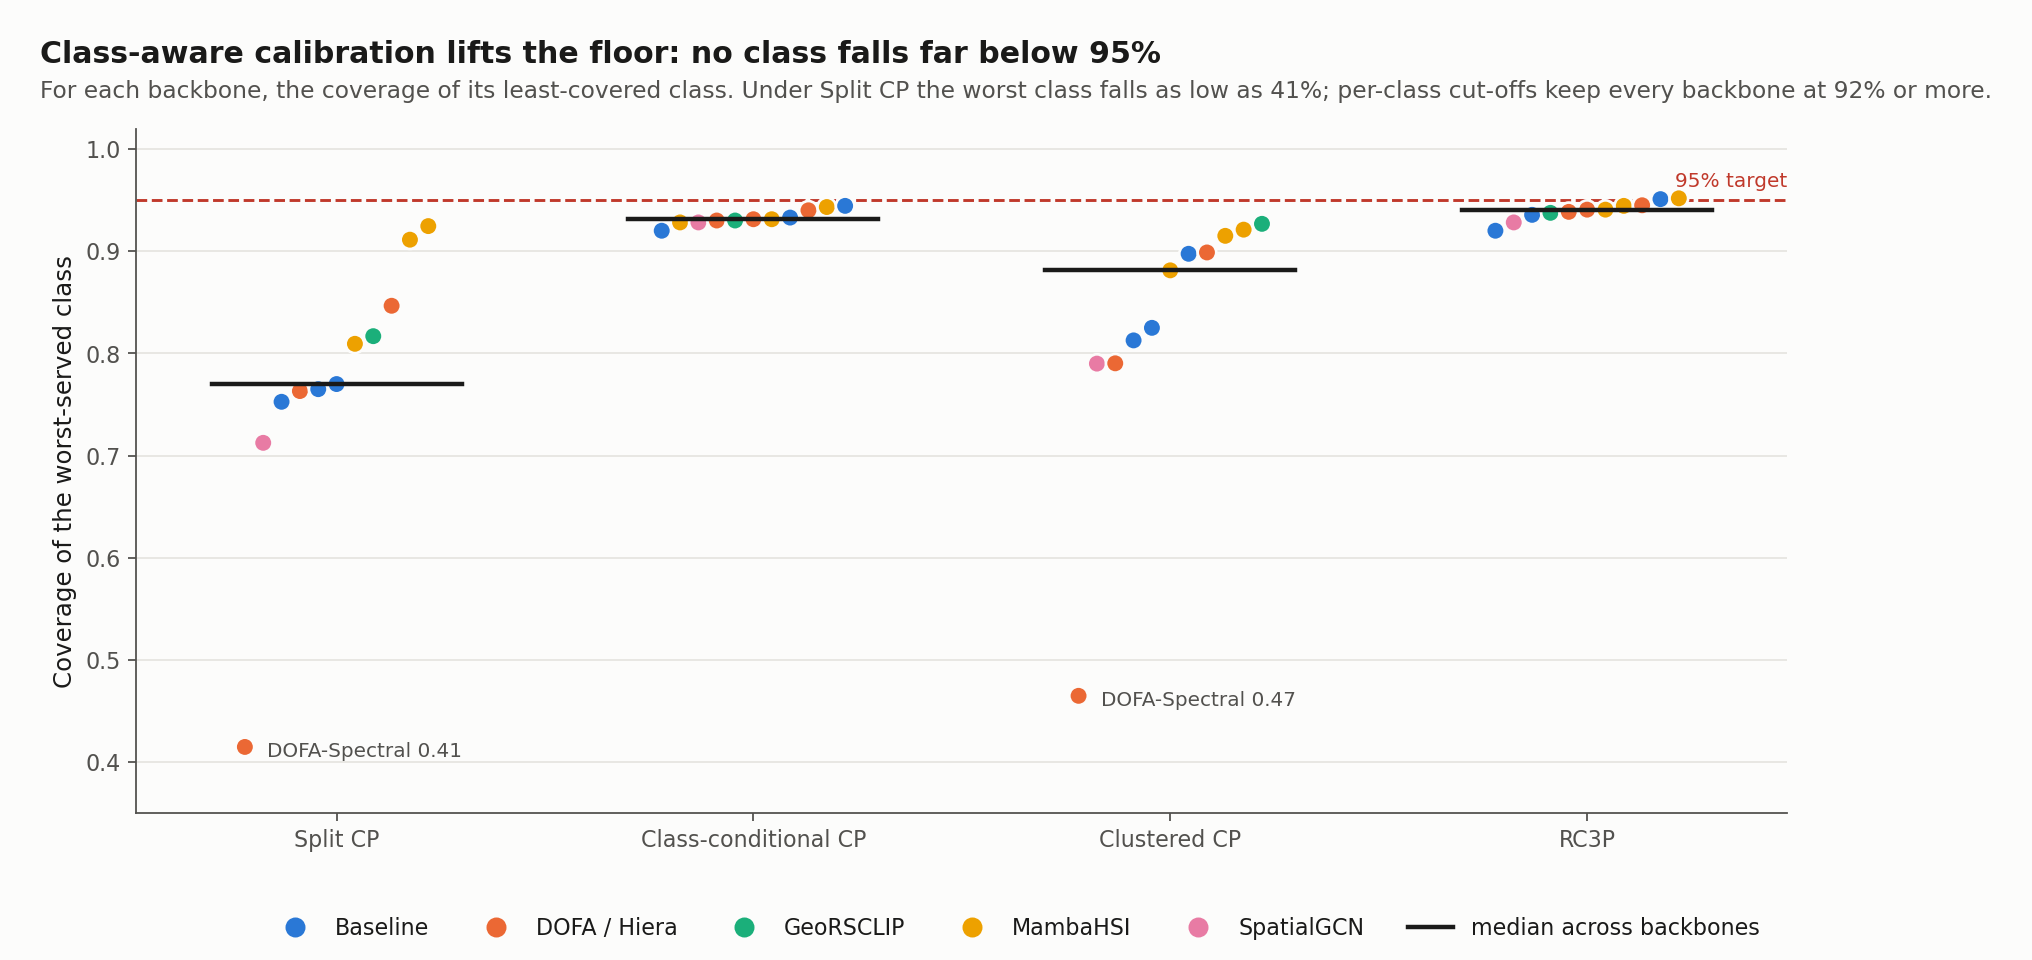 Class-aware calibration lifts the floor: no class falls far below 95%
For each backbone, the coverage of its least-covered class. Under Split CP the worst class falls as low as 41%; per-class cut-offs keep every backbone at 92% or more.
Coverage of the worst-served class
1.0
0.9
0.8
0.7
0.6
0.5
0.4
95% target
DOFA-Spectral 0.47
DOFA-Spectral 0.41
Split CP
Class-conditional CP
Clustered CP
RC3P
Baseline
DOFA / Hiera
GeoRSCLIP
MambaHSI
SpatialGCN
median across backbones